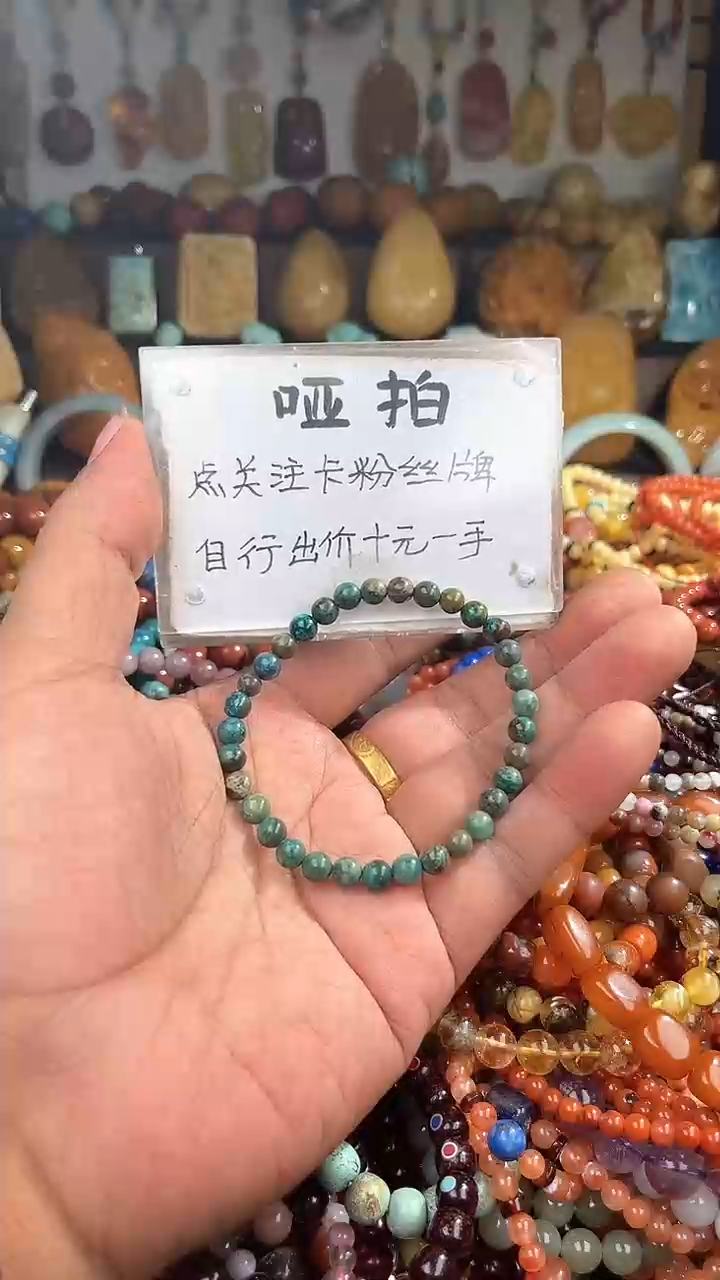 哑拍
点关注卡粉丝牌
自行出价十元一手